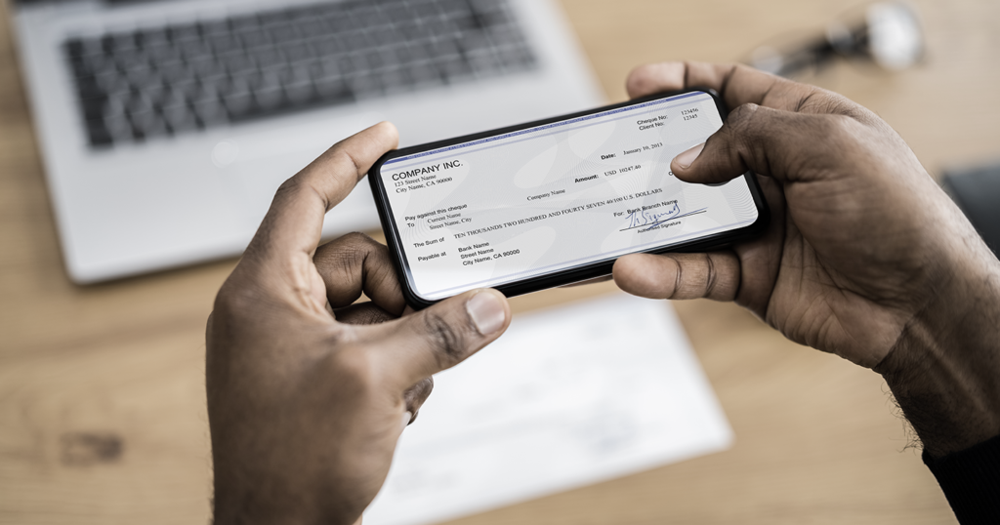 COMPANY INC.
123 Street Name
City Name, CA 90000
Cheque No: 123456
Client No: 12345
Date: January 10, 2013
Amount: USD 10247.40
Pay against this cheque
To Current Name
Street Name, City
Company Name
The Sum of TEN THOUSANDS TWO HUNDRED AND FOURTY SEVEN 40/100 U.S. DOLLARS
Payable at Bank Name
Street Name
City Name, CA 90000
For: Bank Branch Name
Authorised Signature